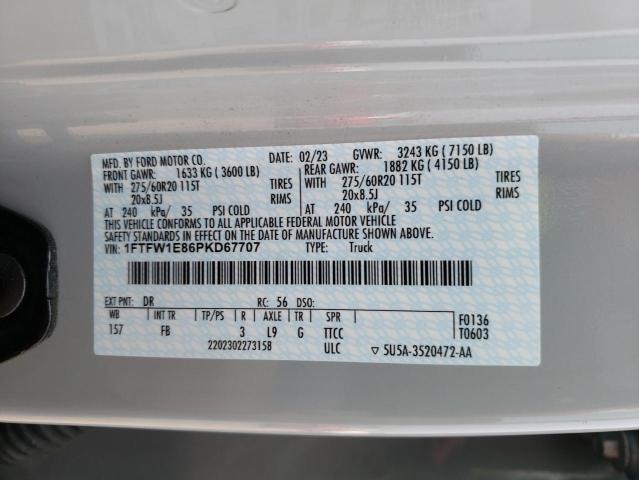 MFD. BY FORD MOTOR CO. 02/23 GVWR: 3243 KG ( 7150 LB)
FRONT GAWR: 1633 KG ( 3600 LB) REAR GAWR: 1882 KG ( 4150 LB)
WITH 275/60R20 115T TIRES WITH 275/60R20 115T TIRES
20x8.5J RIMS 20x8.5J RIMS
AT 240 kPa/ 35 PSI COLD AT 240 kPa/ 35 PSI COLD
THIS VEHICLE CONFORMS TO ALL APPLICABLE FEDERAL MOTOR VEHICLE
SAFETY AND THEFT PREVENTION STANDARDS IN EFFECT ON THE DATE OF MANUFACTURE SHOWN ABOVE.
VIN: 1FTFW1E86PKD67707 TYPE: Truck
EXT PNT: DR RC: 56 DSO:
WB INT TR TP/PS R AXLE TR SPR F0136
157 FB 3 L9 G TTCC T0603
2202302273158 ULC ▽ 5U5A-3520472-AA